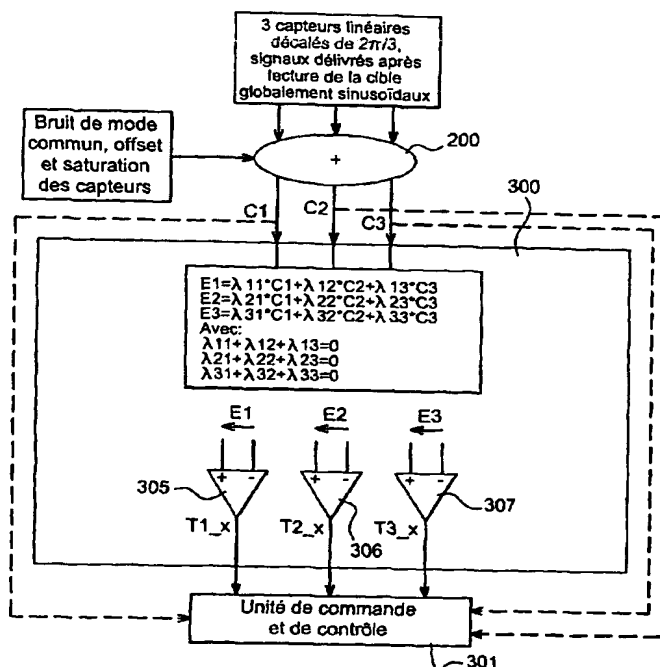 3 capteurs linéaires
décalés de 2π/3,
signaux délivrés après
lecture de la cible
globalement sinusoïdaux
Bruit de mode
commun, offset
et saturation
des capteurs
+
200
C1
C2
C3
300
E1=λ11*C1+λ12*C2+λ13*C3
E2=λ21*C1+λ22*C2+λ23*C3
E3=λ31*C1+λ32*C2+λ33*C3
Avec:
λ11+λ12+λ13=0
λ21+λ22+λ23=0
λ31+λ32+λ33=0
E1
E2
E3
+ -
+ -
+ -
305
306
307
T1_x
T2_x
T3_x
Unité de commande
et de contrôle
301